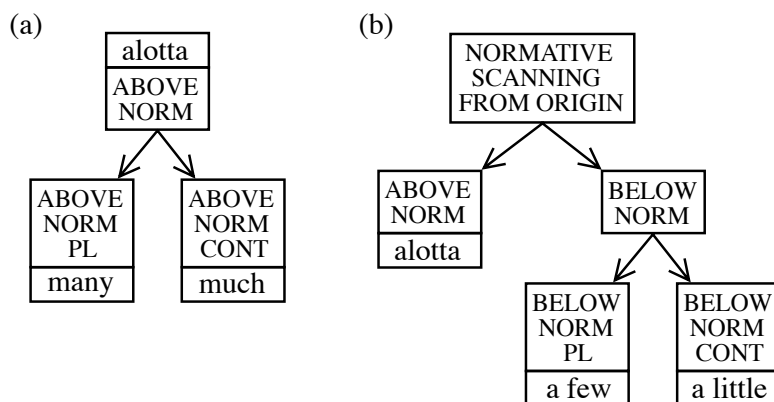 (a)
alotta
ABOVE
NORM
ABOVE
NORM
PL
many
ABOVE
NORM
CONT
much
(b)
NORMATIVE
SCANNING
FROM ORIGIN
ABOVE
NORM
alotta
BELOW
NORM
BELOW
NORM
PL
a few
BELOW
NORM
CONT
a little